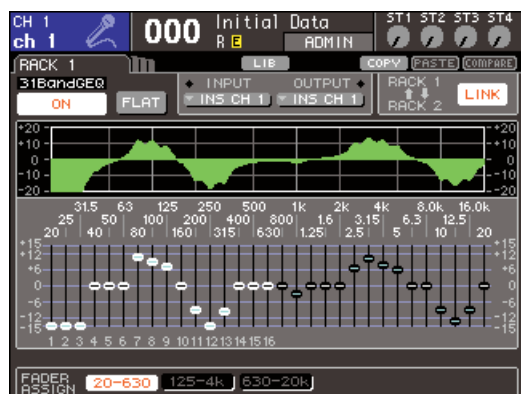 CH 1
ch 1
000
Initial Data
R E
ADMIN
ST1 ST2 ST3 ST4
RACK 1
LIB
COPY
PASTE
COMPARE
31BandGEQ
ON
FLAT
INPUT
INS CH 1
OUTPUT
INS CH 1
RACK 1
RACK 2
LINK
+20 +20
+10 +10
0 0
-10 -10
-20 -20
31.5 63 125 250 500 1k 2k 4k 8.0k 16.0k
25 50 100 200 400 800 1.6 3.15 6.3 12.5
20 40 80 160 315 630 1.25 2.5 5 10 20
+15 +15
+12 +12
+6 +6
0 0
-6 -6
-12 -12
-15 -15
1 2 3 4 5 6 7 8 9 10 11 12 13 14 15 16
FADER ASSIGN
20-630
125-4k
630-20k